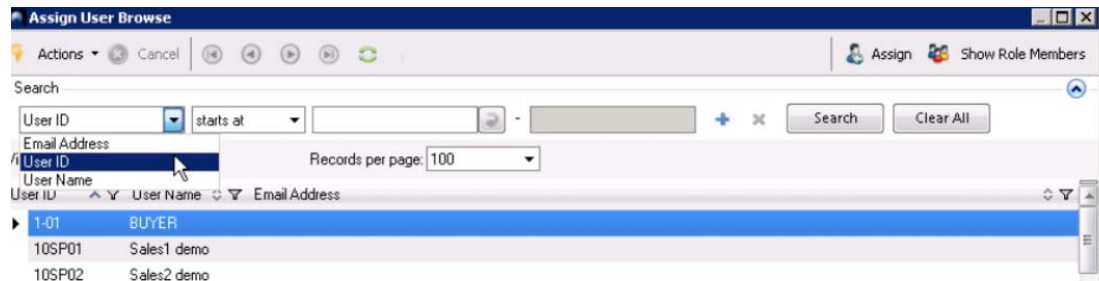 Assign User Browse
Actions Cancel Assign Show Role Members
Search
User ID starts at - Search Clear All
Email Address
User ID Records per page: 100
User Name
User ID User Name Email Address
1-01 BUYER
10SP01 Sales1 demo
10SP02 Sales2 demo